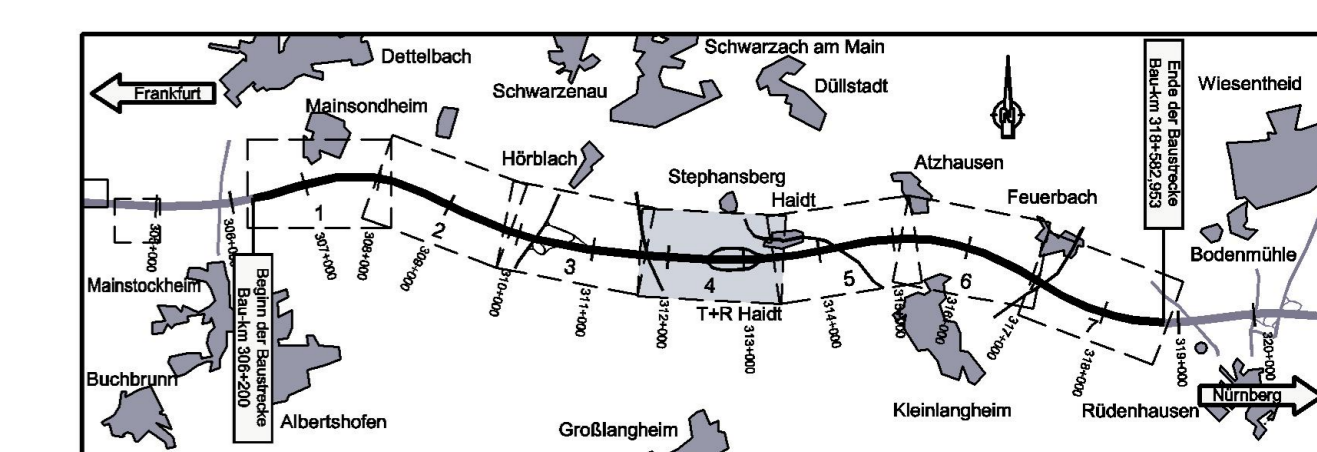 Dettelbach
Schwarzach am Main
Frankfurt
Schwarzenau
Düllstadt
Ende der Baustrecke
Bau-km 318+582,953
Wiesentheid
Mainsondheim
Hörblach
Stephansberg
Haidt
Atzhausen
Feuerbach
1
2
3
4
5
6
7
T+R Haidt
307+000
308+000
309+000
310+000
311+000
312+000
313+000
314+000
316+000
317+000
318+000
319+000
320+000
Bodenmühle
Mainstockheim
Beginn der Baustrecke
Bau-km 306+200
Buchbrunn
Albertshofen
Großlangheim
Kleinlangheim
Rüdenhausen
Nürnberg